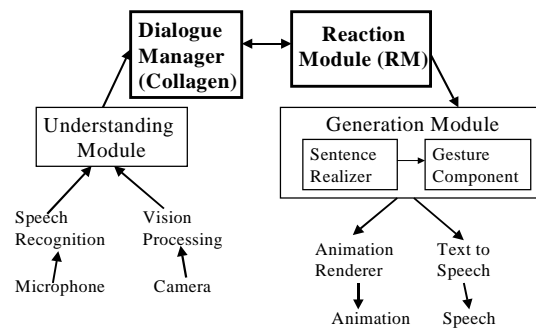 Dialogue
Manager
(Collagen)
Reaction
Module (RM)
Understanding
Module
Generation Module
Sentence
Realizer
Gesture
Component
Speech
Recognition
Vision
Processing
Animation
Renderer
Text to
Speech
Microphone
Camera
Animation
Speech